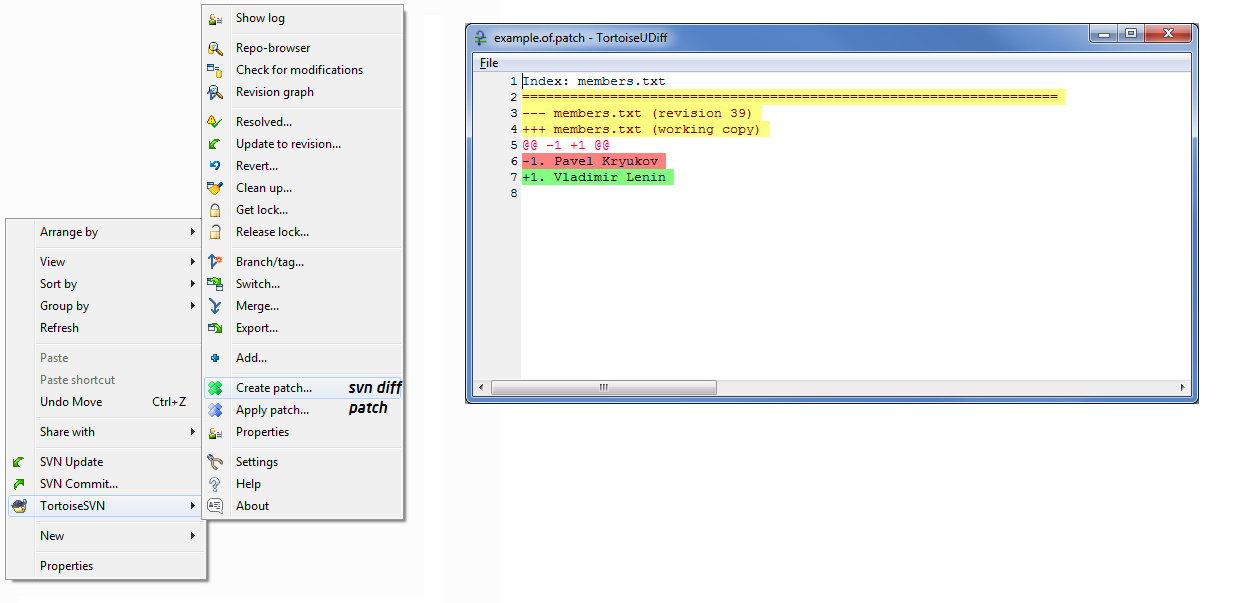 Show log
Repo-browser
Check for modifications
Revision graph
Resolved...
Update to revision...
Revert...
Clean up...
Get lock...
Release lock...
Branch/tag...
Switch...
Merge...
Export...
Add...
Create patch... svn diff
Apply patch... patch
Properties
Settings
Help
About
Arrange by
View
Sort by
Group by
Refresh
Paste
Paste shortcut
Undo Move Ctrl+Z
Share with
SVN Update
SVN Commit...
TortoiseSVN
New
Properties
example.of.patch - TortoiseUDiff
File
1 Index: members.txt
2 ===================================================================
3 --- members.txt (revision 39)
4 +++ members.txt (working copy)
5 @@ -1 +1 @@
6 -1. Pavel Kryukov
7 +1. Vladimir Lenin
8